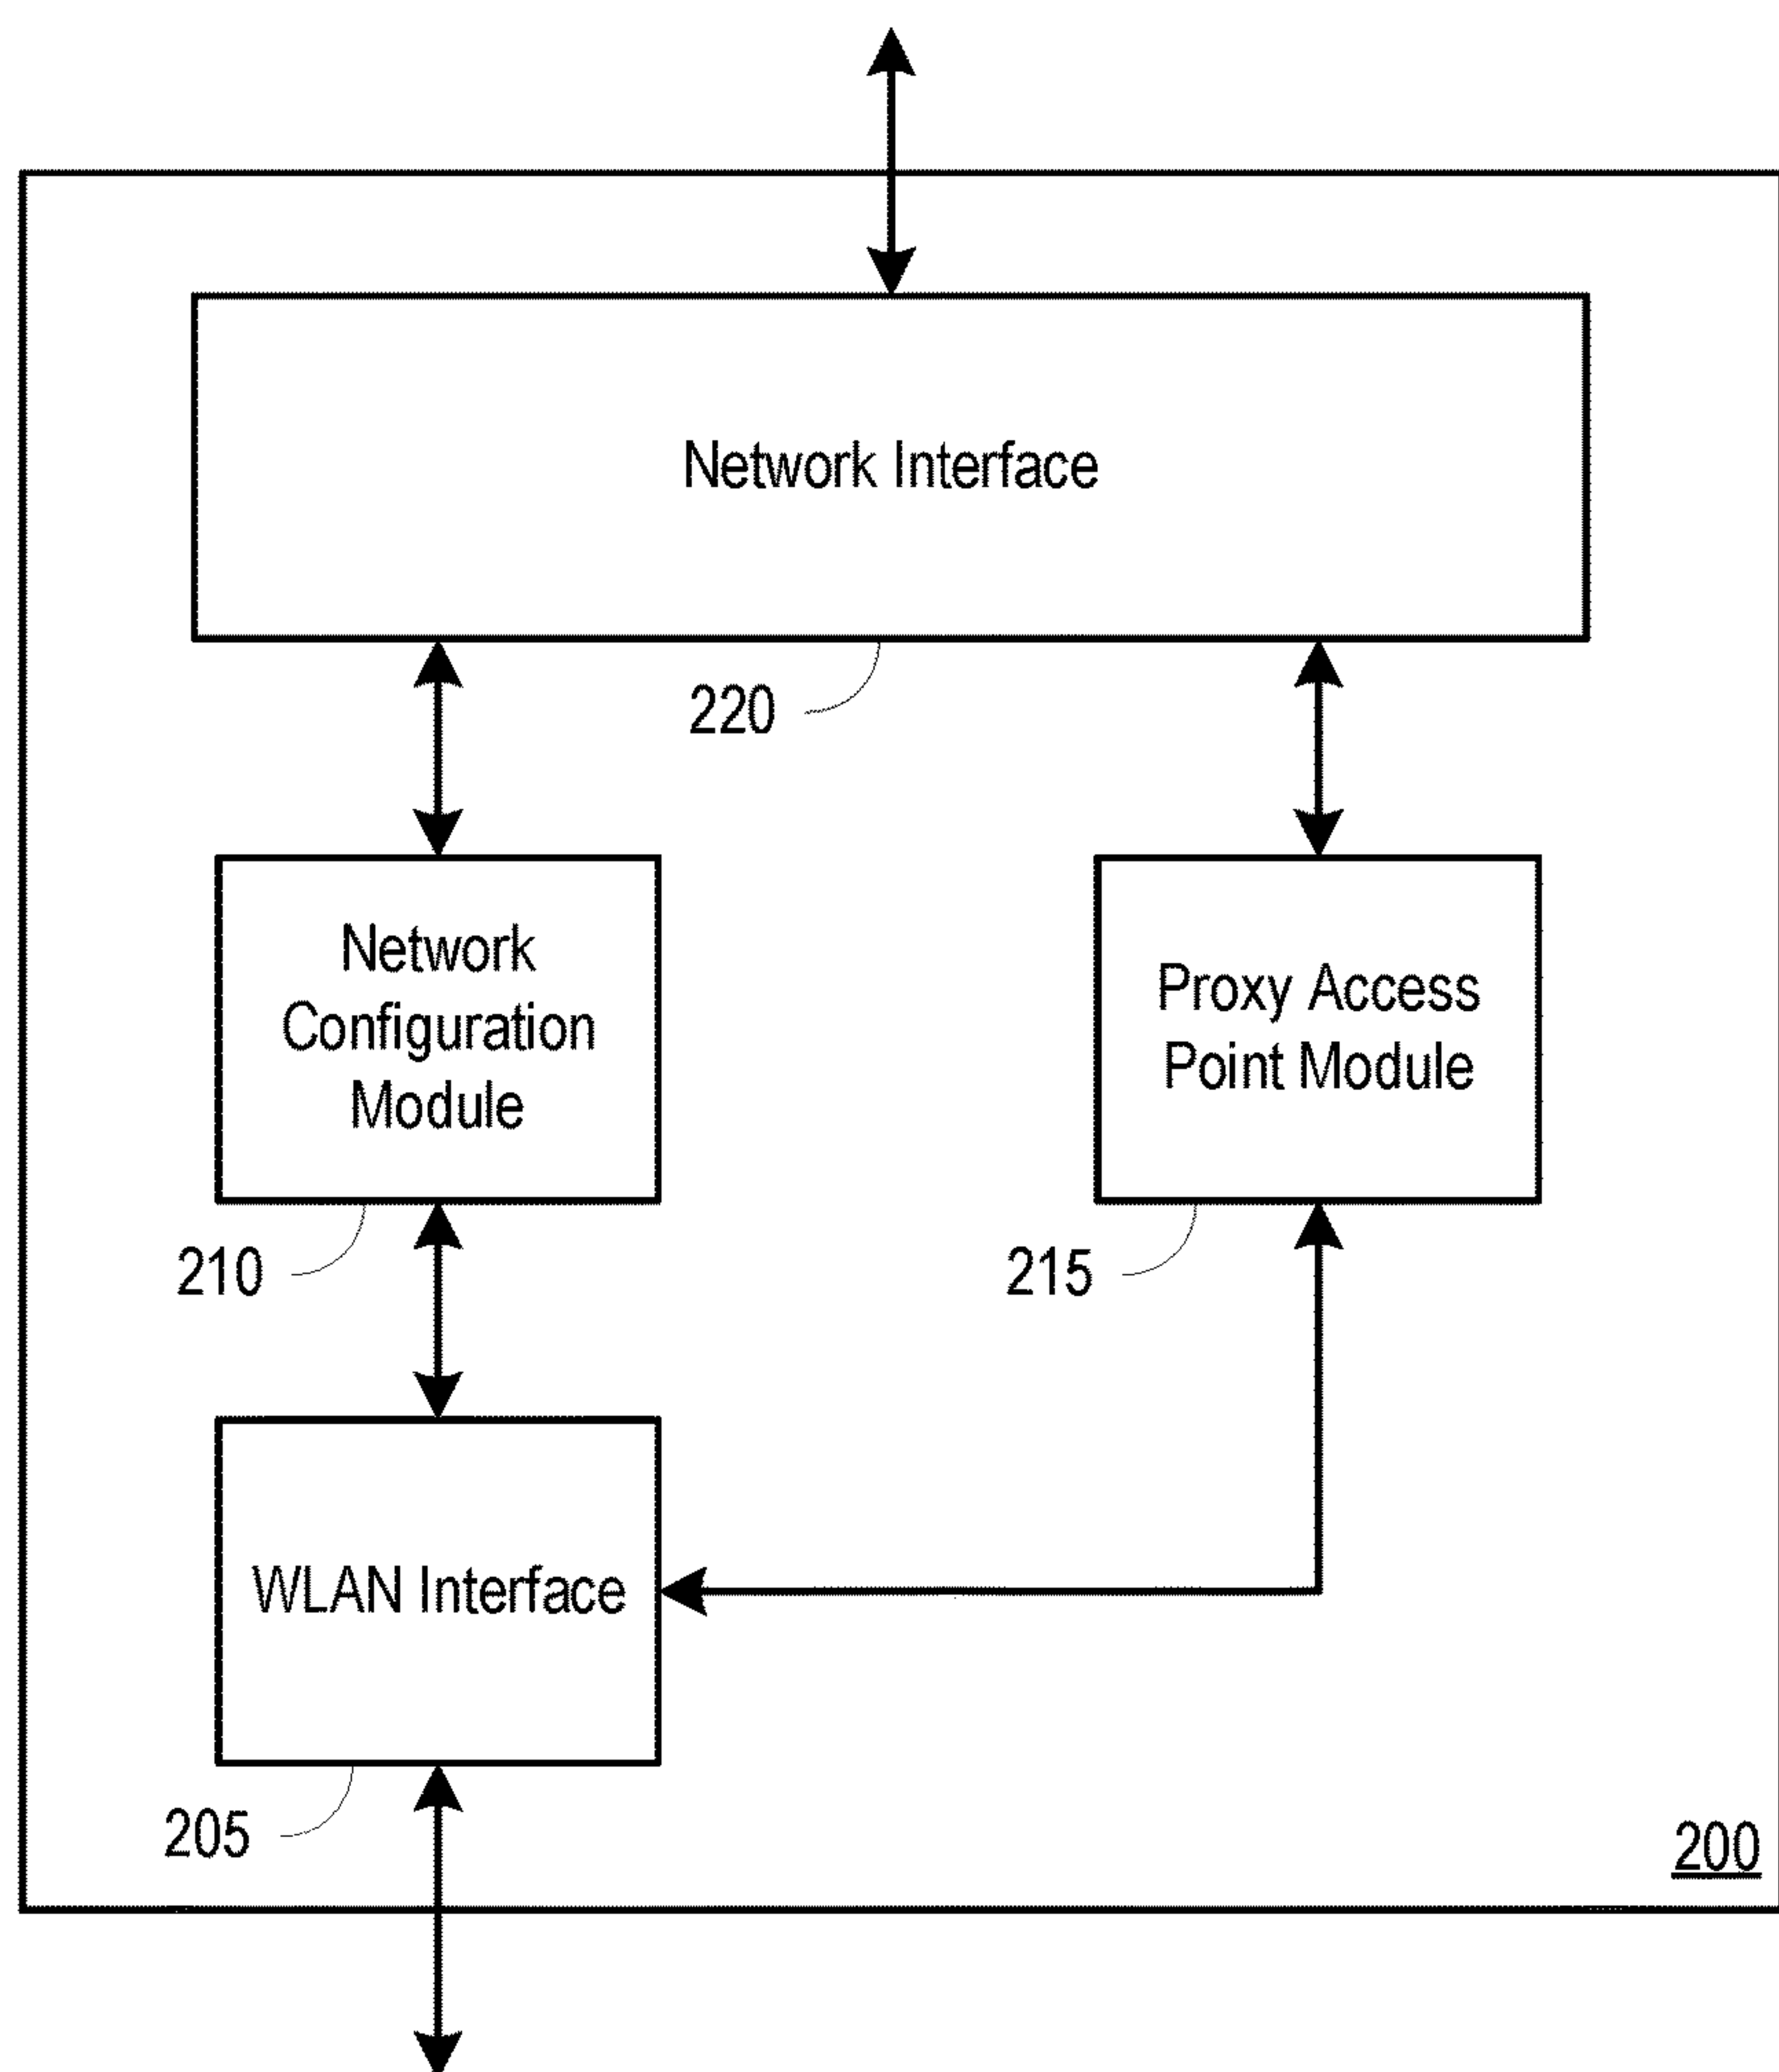 Network Interface
220
Network
Configuration
Module
Proxy Access
Point Module
210
215
WLAN Interface
205
200